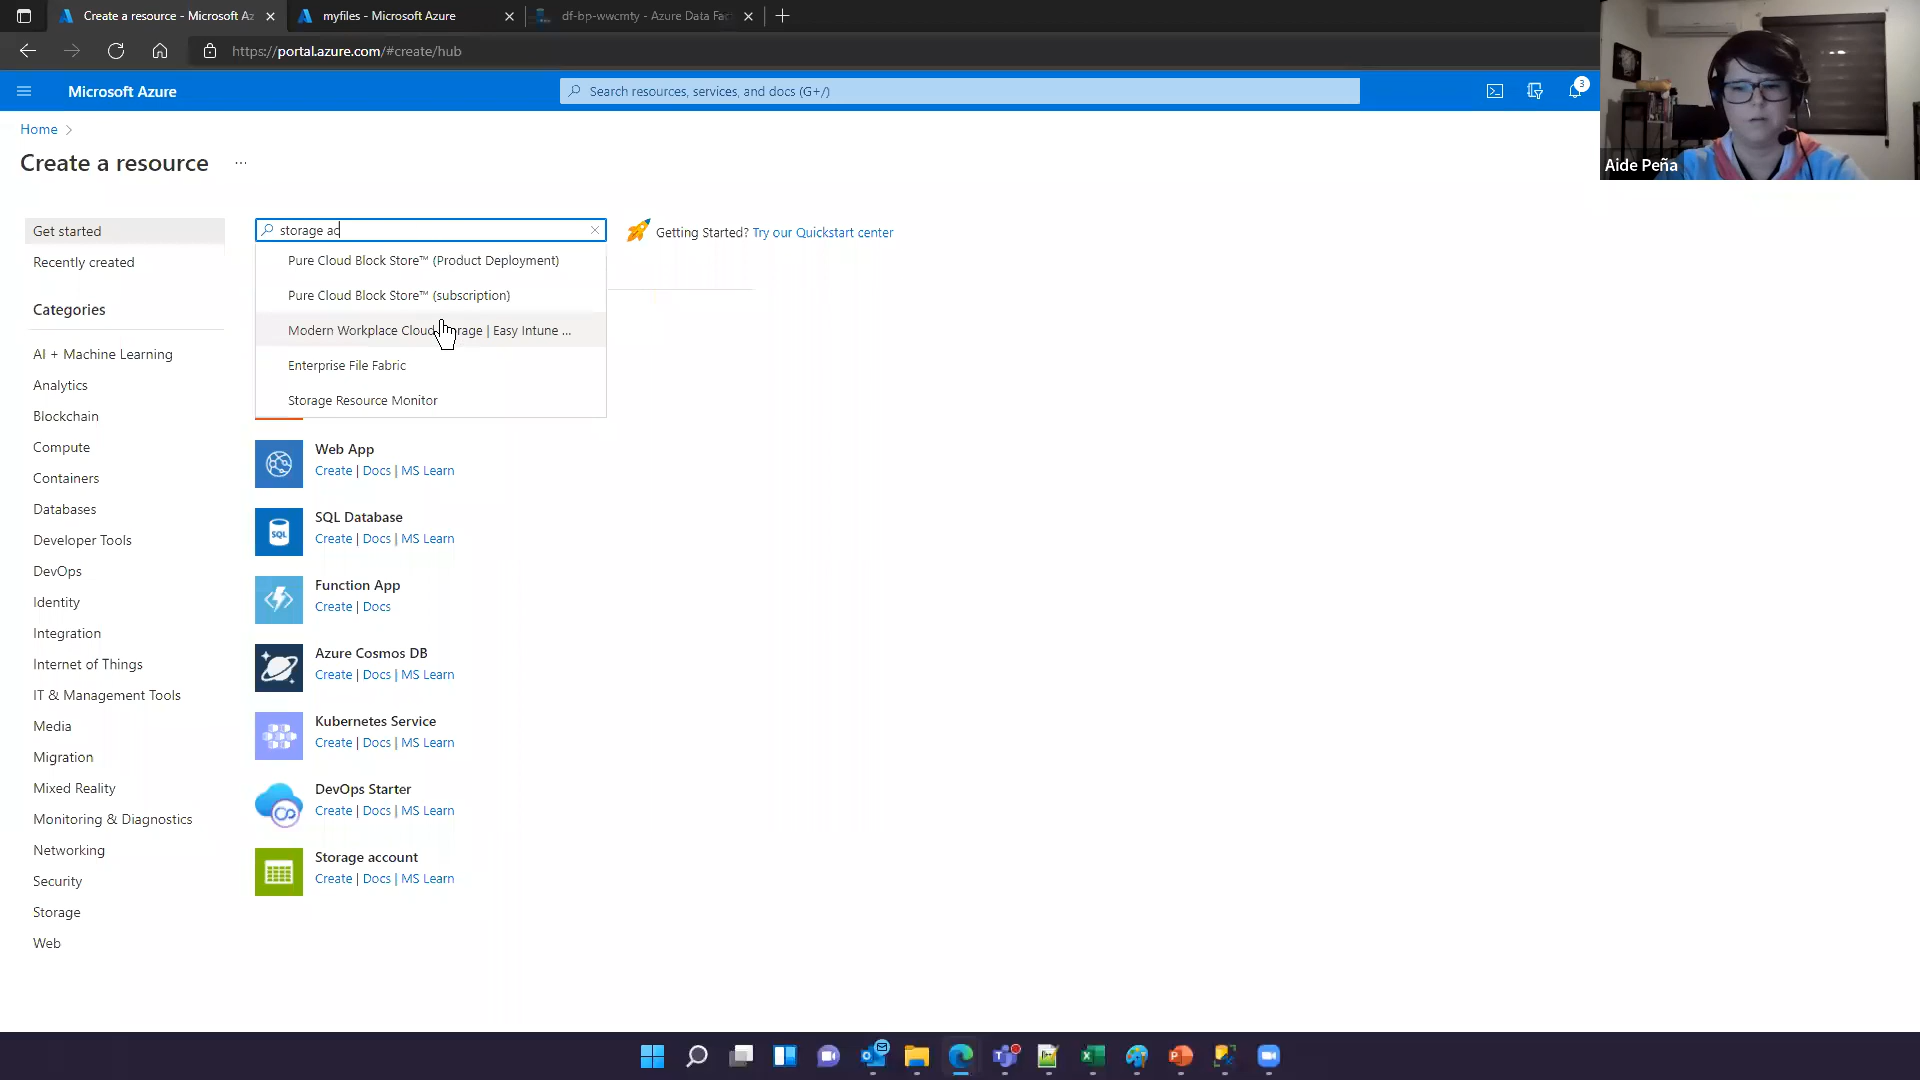 Create a resource - Microsoft Az
myfiles - Microsoft Azure
df-bp-wwcmty - Azure Data Fac
https://portal.azure.com/#create/hub
Microsoft Azure
Search resources, services, and docs (G+/)
3
Aide Peña
Home
Create a resource
...
Get started
Recently created
Categories
AI + Machine Learning
Analytics
Blockchain
Compute
Containers
Databases
Developer Tools
DevOps
Identity
Integration
Internet of Things
IT & Management Tools
Media
Migration
Mixed Reality
Monitoring & Diagnostics
Networking
Security
Storage
Web
storage ac
Getting Started? Try our Quickstart center
Pure Cloud Block Store™ (Product Deployment)
Pure Cloud Block Store™ (subscription)
Modern Workplace Cloud | Easy Intune ...
Enterprise File Fabric
Storage Resource Monitor
Web App
Create | Docs | MS Learn
SQL
SQL Database
Create | Docs | MS Learn
Function App
Create | Docs
Azure Cosmos DB
Create | Docs | MS Learn
Kubernetes Service
Create | Docs | MS Learn
DevOps Starter
Create | Docs | MS Learn
Storage account
Create | Docs | MS Learn